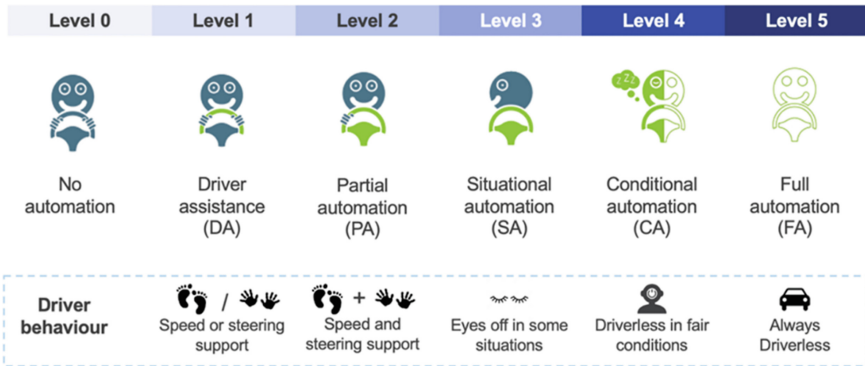 Level 0
Level 1
Level 2
Level 3
Level 4
Level 5
zzz
No
automation
Driver
assistance
(DA)
Partial
automation
(PA)
Situational
automation
(SA)
Conditional
automation
(CA)
Full
automation
(FA)
Driver
behaviour
/
Speed or steering
support
+
Speed and
steering support
Eyes off in some
situations
Driverless in fair
conditions
Always
Driverless